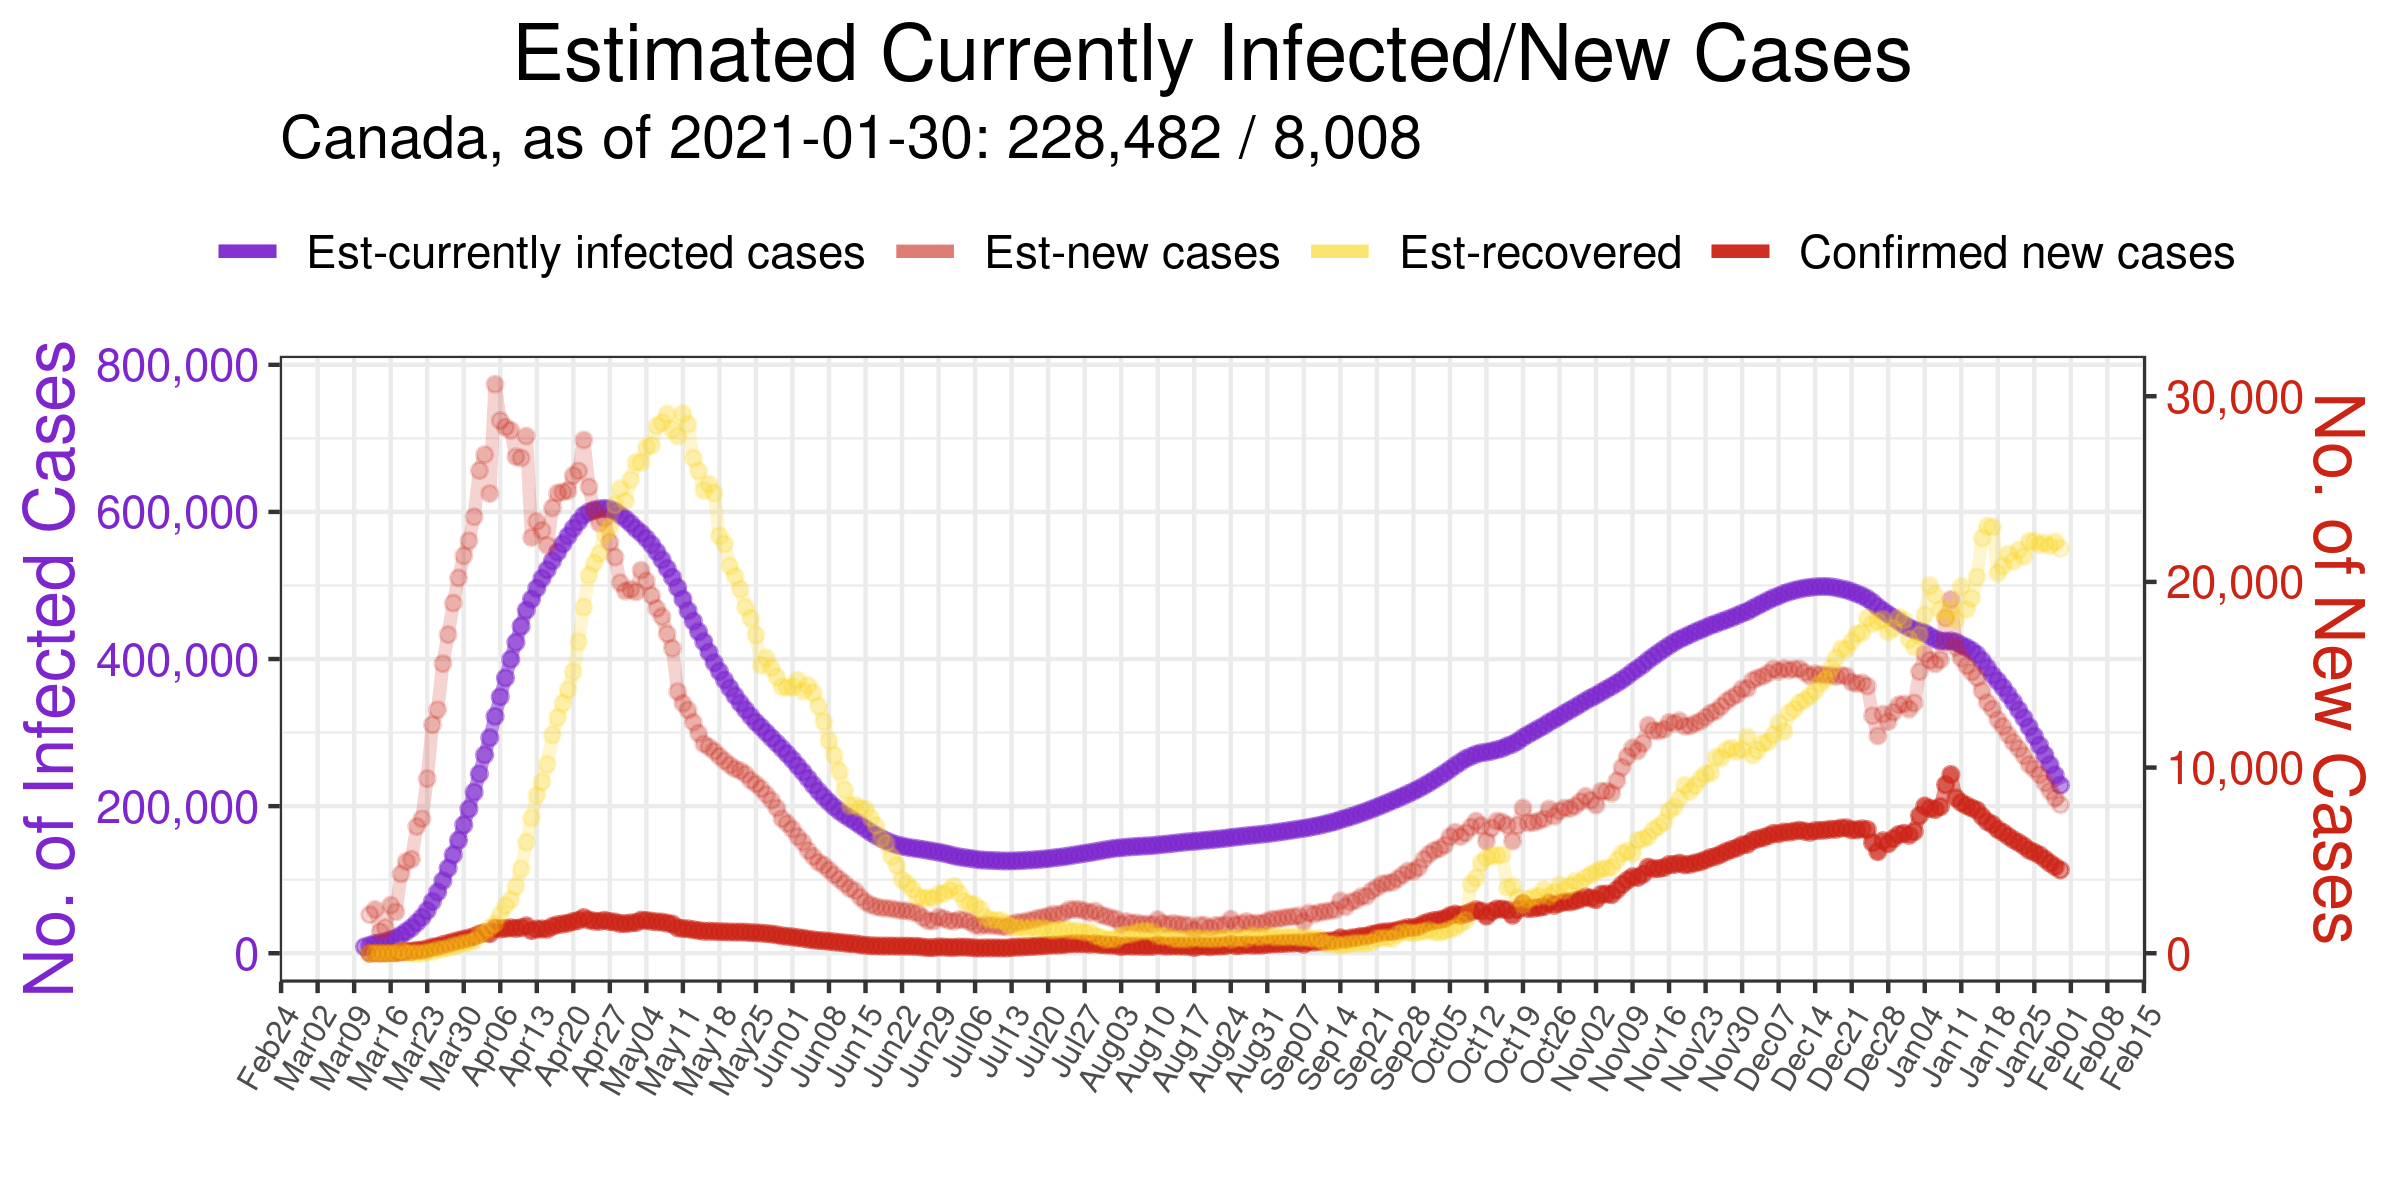 Estimated Currently Infected/New Cases
Canada, as of 2021-01-30: 228,482 / 8,008
Est-currently infected cases
Est-new cases
Est-recovered
Confirmed new cases
No. of Infected Cases
800,000
600,000
400,000
200,000
0
30,000
20,000
10,000
0
No. of New Cases
Feb24
Mar02
Mar09
Mar16
Mar23
Mar30
Apr06
Apr13
Apr20
Apr27
May04
May11
May18
May25
Jun01
Jun08
Jun15
Jun22
Jun29
Jul06
Jul13
Jul20
Jul27
Aug03
Aug10
Aug17
Aug24
Aug31
Sep07
Sep14
Sep21
Sep28
Oct05
Oct12
Oct19
Oct26
Nov02
Nov09
Nov16
Nov23
Nov30
Dec07
Dec14
Dec21
Dec28
Jan04
Jan11
Jan18
Jan25
Feb01
Feb08
Feb15